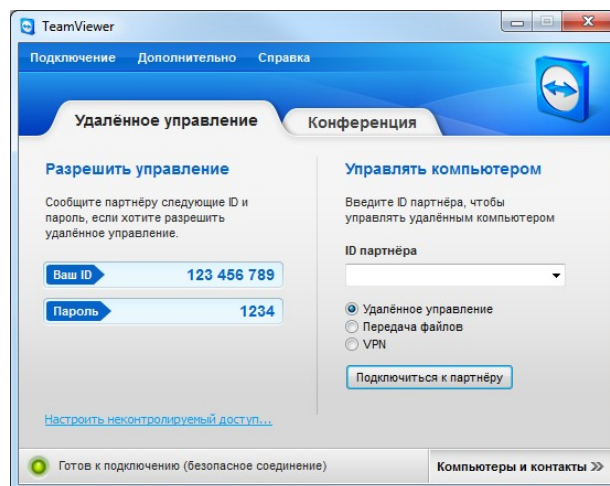 TeamViewer
Подключение Дополнительно Справка
Удалённое управление
Конференция
Разрешить управление
Сообщите партнёру следующие ID и
пароль, если хотите разрешить
удалённое управление.
Ваш ID 123 456 789
Пароль 1234
Настроить неконтролируемый доступ...
Управлять компьютером
Введите ID партнёра, чтобы
управлять удалённым компьютером
ID партнёра
Удалённое управление
Передача файлов
VPN
Подключиться к партнёру
Готов к подключению (безопасное соединение)
Компьютеры и контакты >>